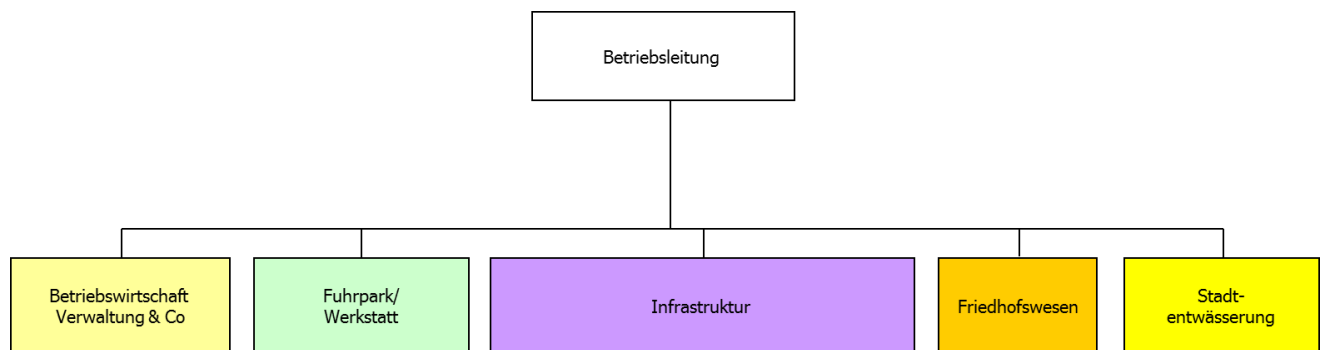 Betriebsleitung
Betriebswirtschaft
Verwaltung & Co
Fuhrpark/
Werkstatt
Infrastruktur
Friedhofswesen
Stadt-
entwässerung